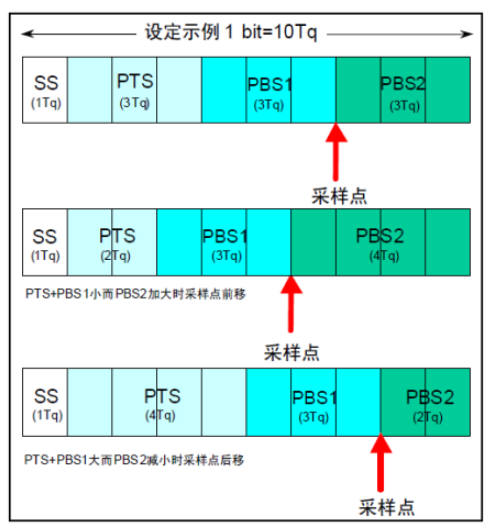 设定示例 1 bit=10Tq
SS PTS PBS1 PBS2
(1Tq) (3Tq) (3Tq) (3Tq)
采样点
SS PTS PBS1 PBS2
(1Tq) (2Tq) (3Tq) (4Tq)
PTS+PBS1小而PBS2加大时采样点前移
采样点
SS PTS PBS1 PBS2
(1Tq) (4Tq) (3Tq) (2Tq)
PTS+PBS1大而PBS2减小时采样点后移
采样点